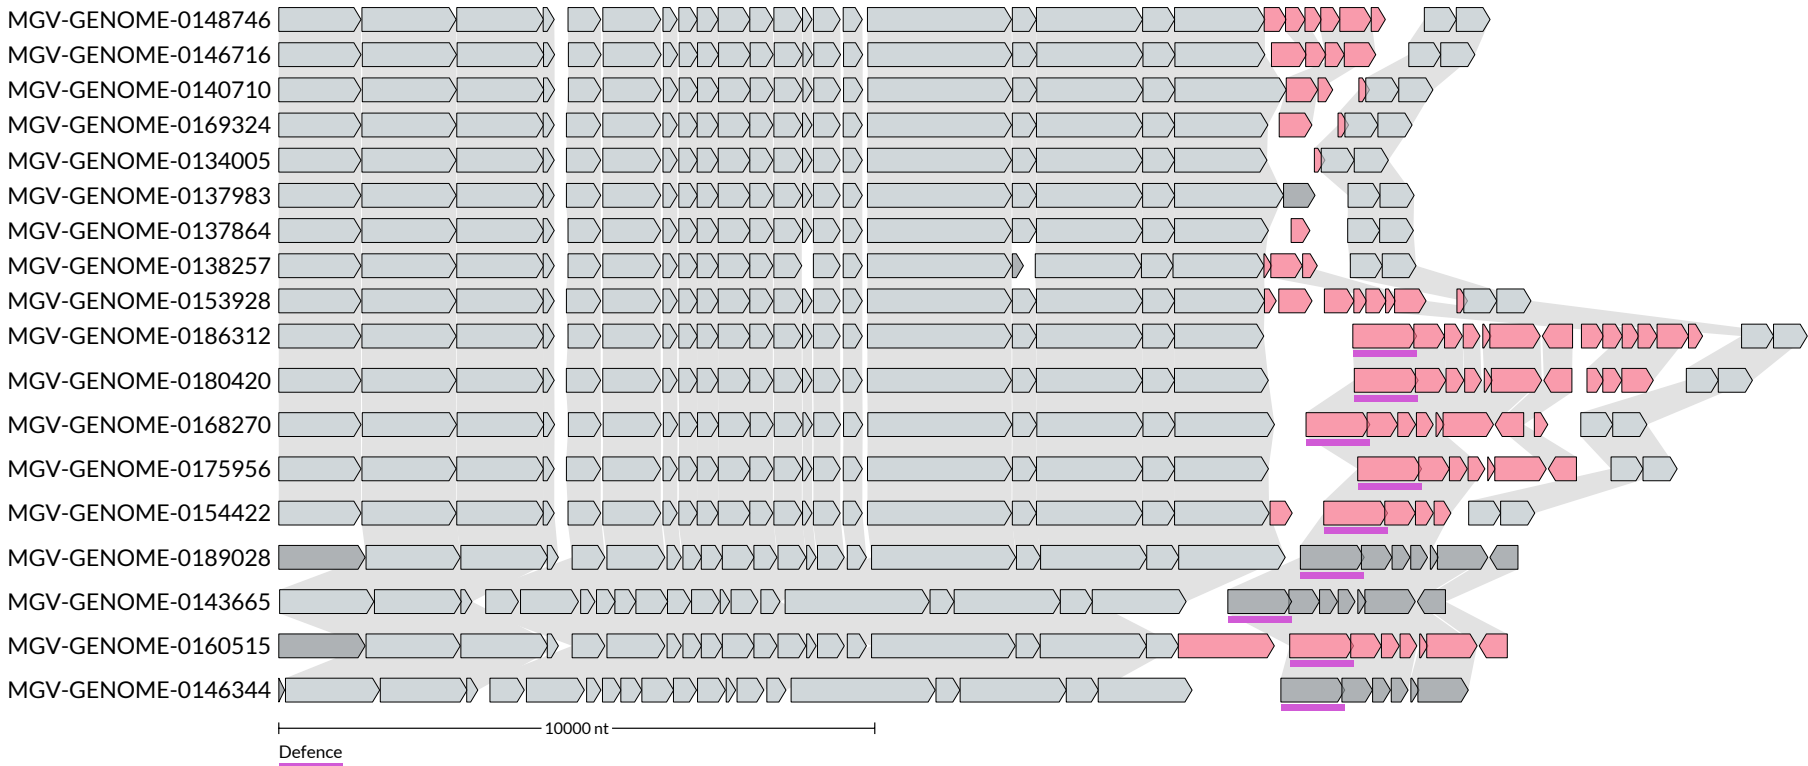 MGV-GENOME-0148746
MGV-GENOME-0146716
MGV-GENOME-0140710
MGV-GENOME-0169324
MGV-GENOME-0134005
MGV-GENOME-0137983
MGV-GENOME-0137864
MGV-GENOME-0138257
MGV-GENOME-0153928
MGV-GENOME-0186312
MGV-GENOME-0180420
MGV-GENOME-0168270
MGV-GENOME-0175956
MGV-GENOME-0154422
MGV-GENOME-0189028
MGV-GENOME-0143665
MGV-GENOME-0160515
MGV-GENOME-0146344
10000 nt
Defence